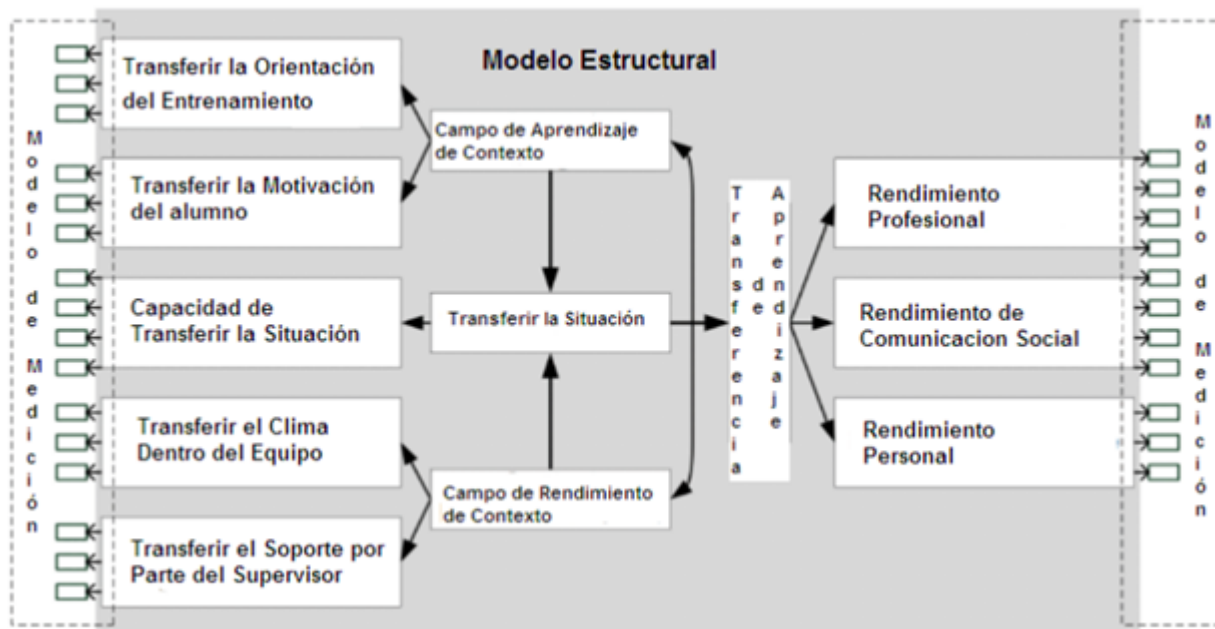 Modelo Estructural
Modelo de Medición
Transferir la Orientación
del Entrenamiento
Transferir la Motivación
del alumno
Capacidad de
Transferir la Situación
Transferir el Clima
Dentro del Equipo
Transferir el Soporte por
Parte del Supervisor
Campo de Aprendizaje
de Contexto
Transferir la Situación
Campo de Rendimiento
de Contexto
Transferencia
de
Aprendizaje
Rendimiento
Profesional
Rendimiento de
Comunicacion Social
Rendimiento
Personal
Modelo de Medición